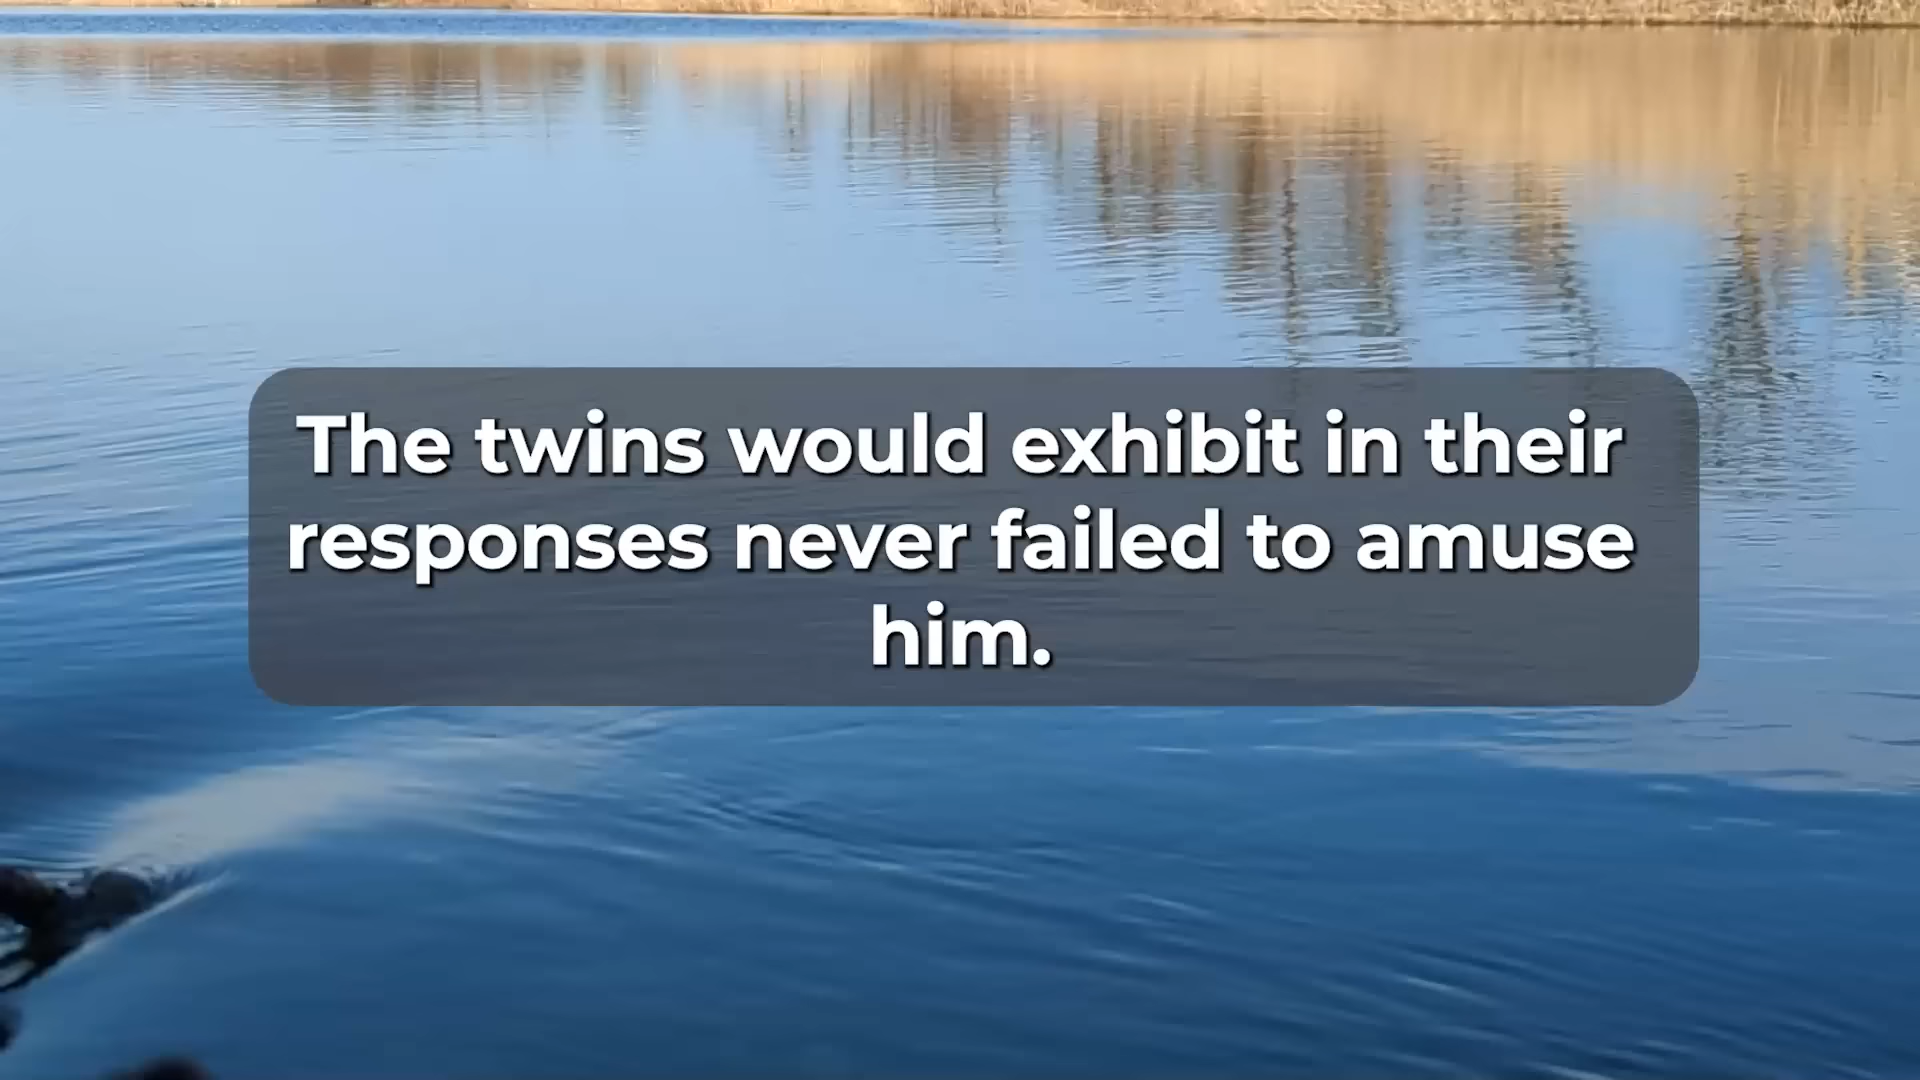 The twins would exhibit in their
responses never failed to amuse
him.